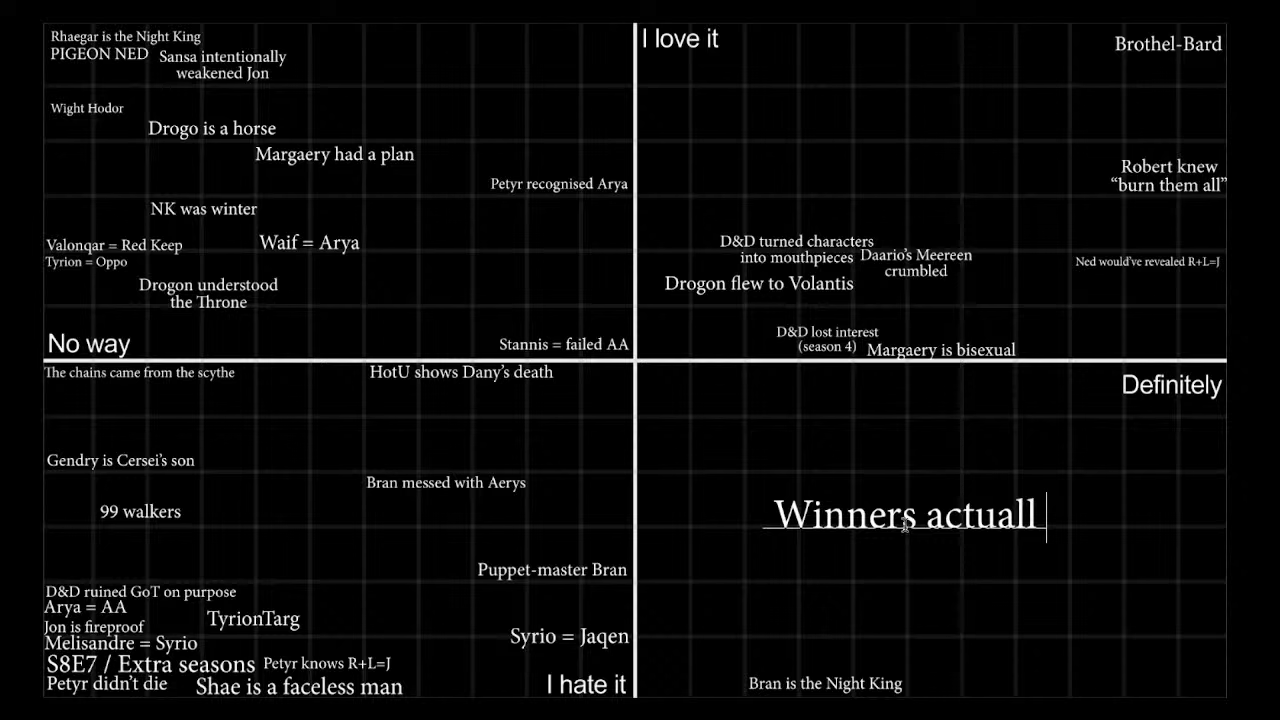 Rhaegar is the Night King
PIGEON NED
Sansa intentionally
weakened Jon
Wight Hodor
Drogo is a horse
Margaery had a plan
Petyr recognised Arya
NK was winter
Valonqar = Red Keep
Waif = Arya
Tyrion = Oppo
Drogon understood
the Throne
No way
Stannis = failed AA
I love it
Brothel-Bard
Robert knew
“burn them all”
D&D turned characters
into mouthpieces
Daario’s Meereen
crumbled
Ned would’ve revealed R+L=J
Drogon flew to Volantis
D&D lost interest
(season 4)
Margaery is bisexual
The chains came from the scythe
HotU shows Dany’s death
Gendry is Cersei’s son
Bran messed with Aerys
99 walkers
Puppet-master Bran
D&D ruined GoT on purpose
Arya = AA
TyrionTarg
Jon is fireproof
Syrio = Jaqen
Melisandre = Syrio
S8E7 / Extra seasons
Petyr knows R+L=J
Petyr didn’t die
Shae is a faceless man
I hate it
Definitely
Winners actuall
Bran is the Night King